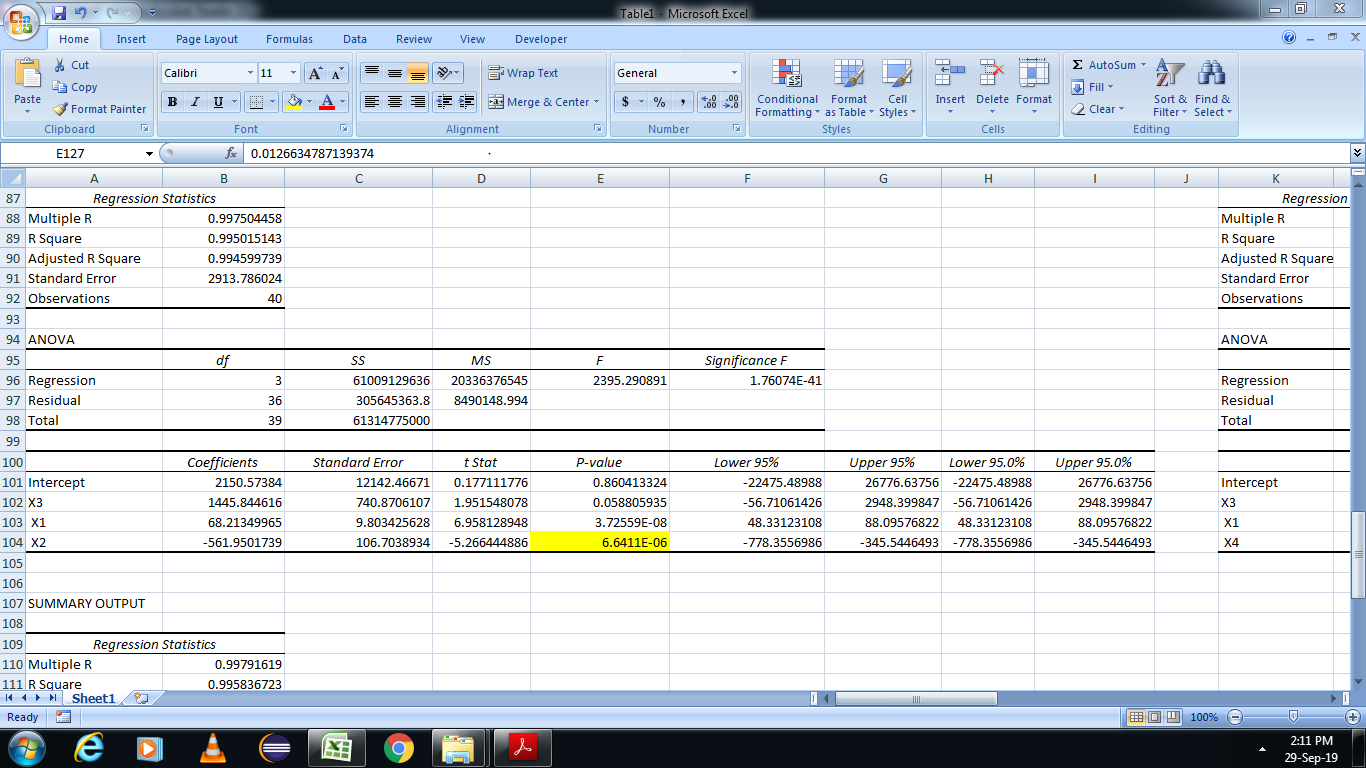 Table1 - Microsoft Excel
Home Insert Page Layout Formulas Data Review View Developer
Paste Cut Copy Format Painter Clipboard
Calibri 11 A A B I U A Font
Wrap Text Merge & Center Alignment
General $ % , .0 .00 .00 .0 Number
Conditional Formatting Format as Table Cell Styles Styles
Insert Delete Format Cells
Σ AutoSum Fill Clear Sort & Filter Find & Select Editing
E127 fx 0.0126634787139374
A B C D E F G H I J K
87 Regression Statistics Regression
88 Multiple R 0.997504458 Multiple R
89 R Square 0.995015143 R Square
90 Adjusted R Square 0.994599739 Adjusted R Square
91 Standard Error 2913.786024 Standard Error
92 Observations 40 Observations
93
94 ANOVA ANOVA
95 df SS MS F Significance F
96 Regression 3 61009129636 20336376545 2395.290891 1.76074E-41 Regression
97 Residual 36 305645363.8 8490148.994 Residual
98 Total 39 61314775000 Total
99
100 Coefficients Standard Error t Stat P-value Lower 95% Upper 95% Lower 95.0% Upper 95.0%
101 Intercept 2150.57384 12142.46671 0.177111776 0.860413324 -22475.48988 26776.63756 -22475.48988 26776.63756 Intercept
102 X3 1445.844616 740.8706107 1.951548078 0.058805935 -56.71061426 2948.399847 -56.71061426 2948.399847 X3
103 X1 68.21349965 9.803425628 6.958128948 3.72559E-08 48.33123108 88.09576822 48.33123108 88.09576822 X1
104 X2 -561.9501739 106.7038934 -5.266444886 6.6411E-06 -778.3556986 -345.5446493 -778.3556986 -345.5446493 X4
105
106
107 SUMMARY OUTPUT
108
109 Regression Statistics
110 Multiple R 0.99791619
111 R Square 0.995836723
Sheet1
Ready 100%
2:11 PM
29-Sep-19